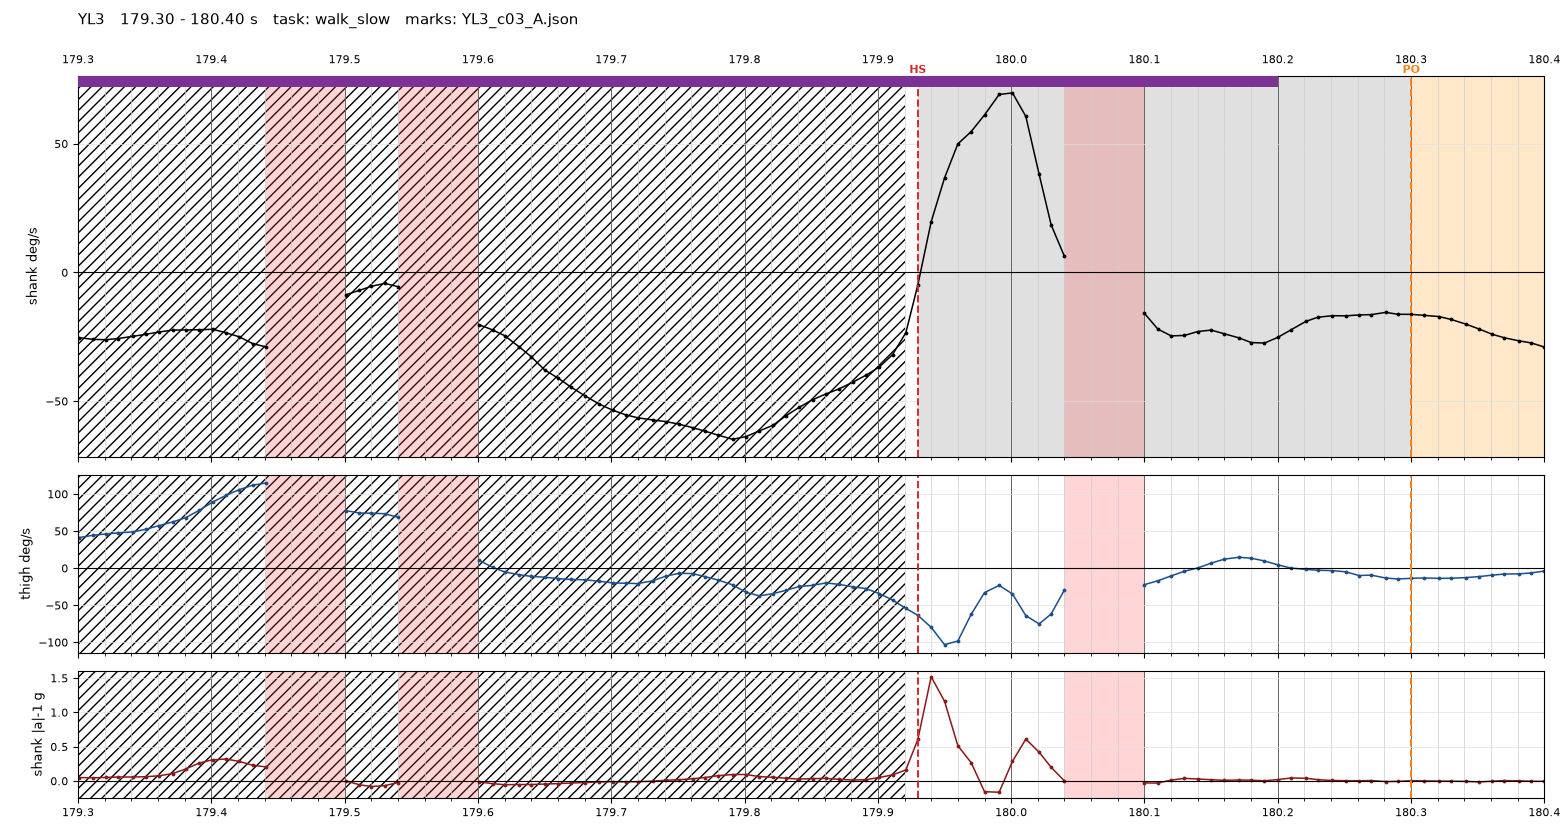 YL3   179.30 - 180.40 s   task: walk_slow   marks: YL3_c03_A.json
179.3 179.4 179.5 179.6 179.7 179.8 179.9 180.0 180.1 180.2 180.3 180.4
HS PO
50
0
−50
shank deg/s
100
50
0
−50
−100
thigh deg/s
1.5
1.0
0.5
0.0
shank |a|-1 g
179.3 179.4 179.5 179.6 179.7 179.8 179.9 180.0 180.1 180.2 180.3 180.4